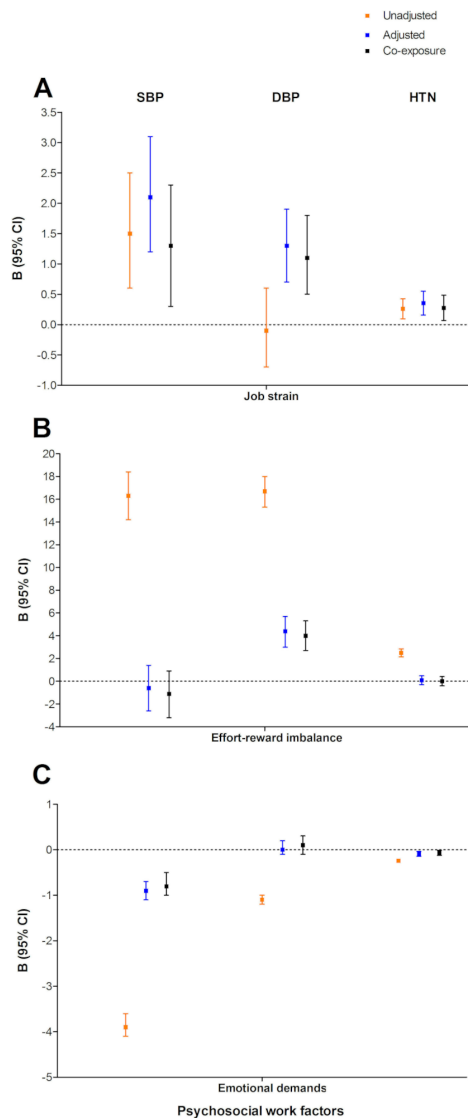 Unadjusted
Adjusted
Co-exposure
A
SBP DBP HTN
3.5
3.0
2.5
2.0
1.5
1.0
0.5
0.0
-0.5
-1.0
B (95% CI)
Job strain
B
20
18
16
14
12
10
8
6
4
2
0
-2
-4
B (95% CI)
Effort-reward imbalance
C
1
0
-1
-2
-3
-4
-5
B (95% CI)
Emotional demands
Psychosocial work factors